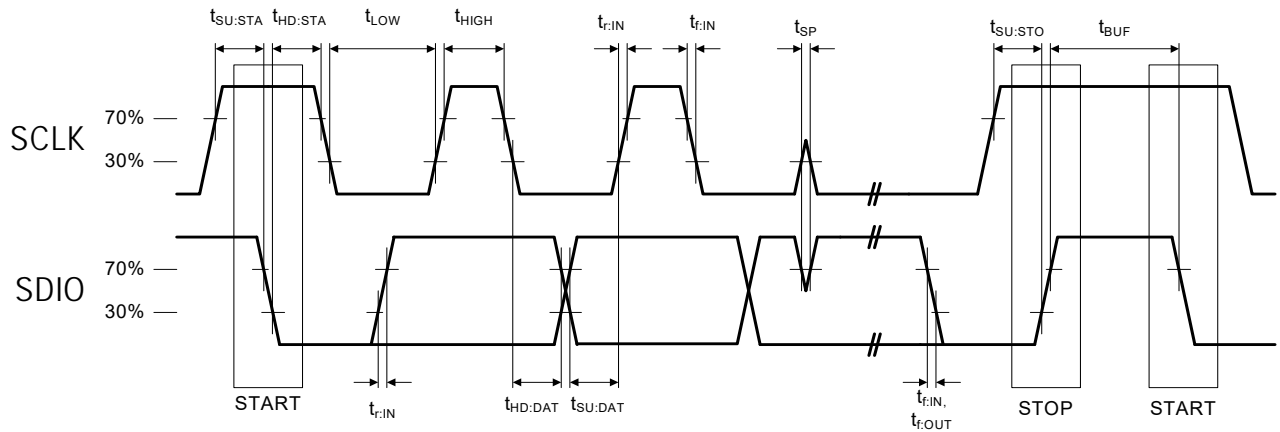 tSU:STA tHD:STA tLOW tHIGH tr:IN tf:IN tSP tSU:STO tBUF
SCLK
70%
30%
SDIO
70%
30%
START
tr:IN
tHD:DAT tSU:DAT
tf:IN,
tf:OUT
STOP
START